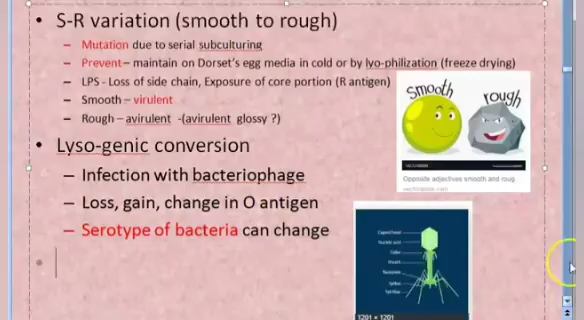 • S-R variation (smooth to rough)
– Mutation due to serial subculturing
– Prevent– maintain on Dorset's egg media in cold or by lyo-philization (freeze drying)
– LPS - Loss of side chain, Exposure of core portion (R antigen)
– Smooth – virulent
– Rough – avirulent -(avirulent glossy ?)
Smooth
rough
Opposite adjectives smooth and roug
• Lyso-genic conversion
– Infection with bacteriophage
– Loss, gain, change in O antigen
– Serotype of bacteria can change
1201 × 1201